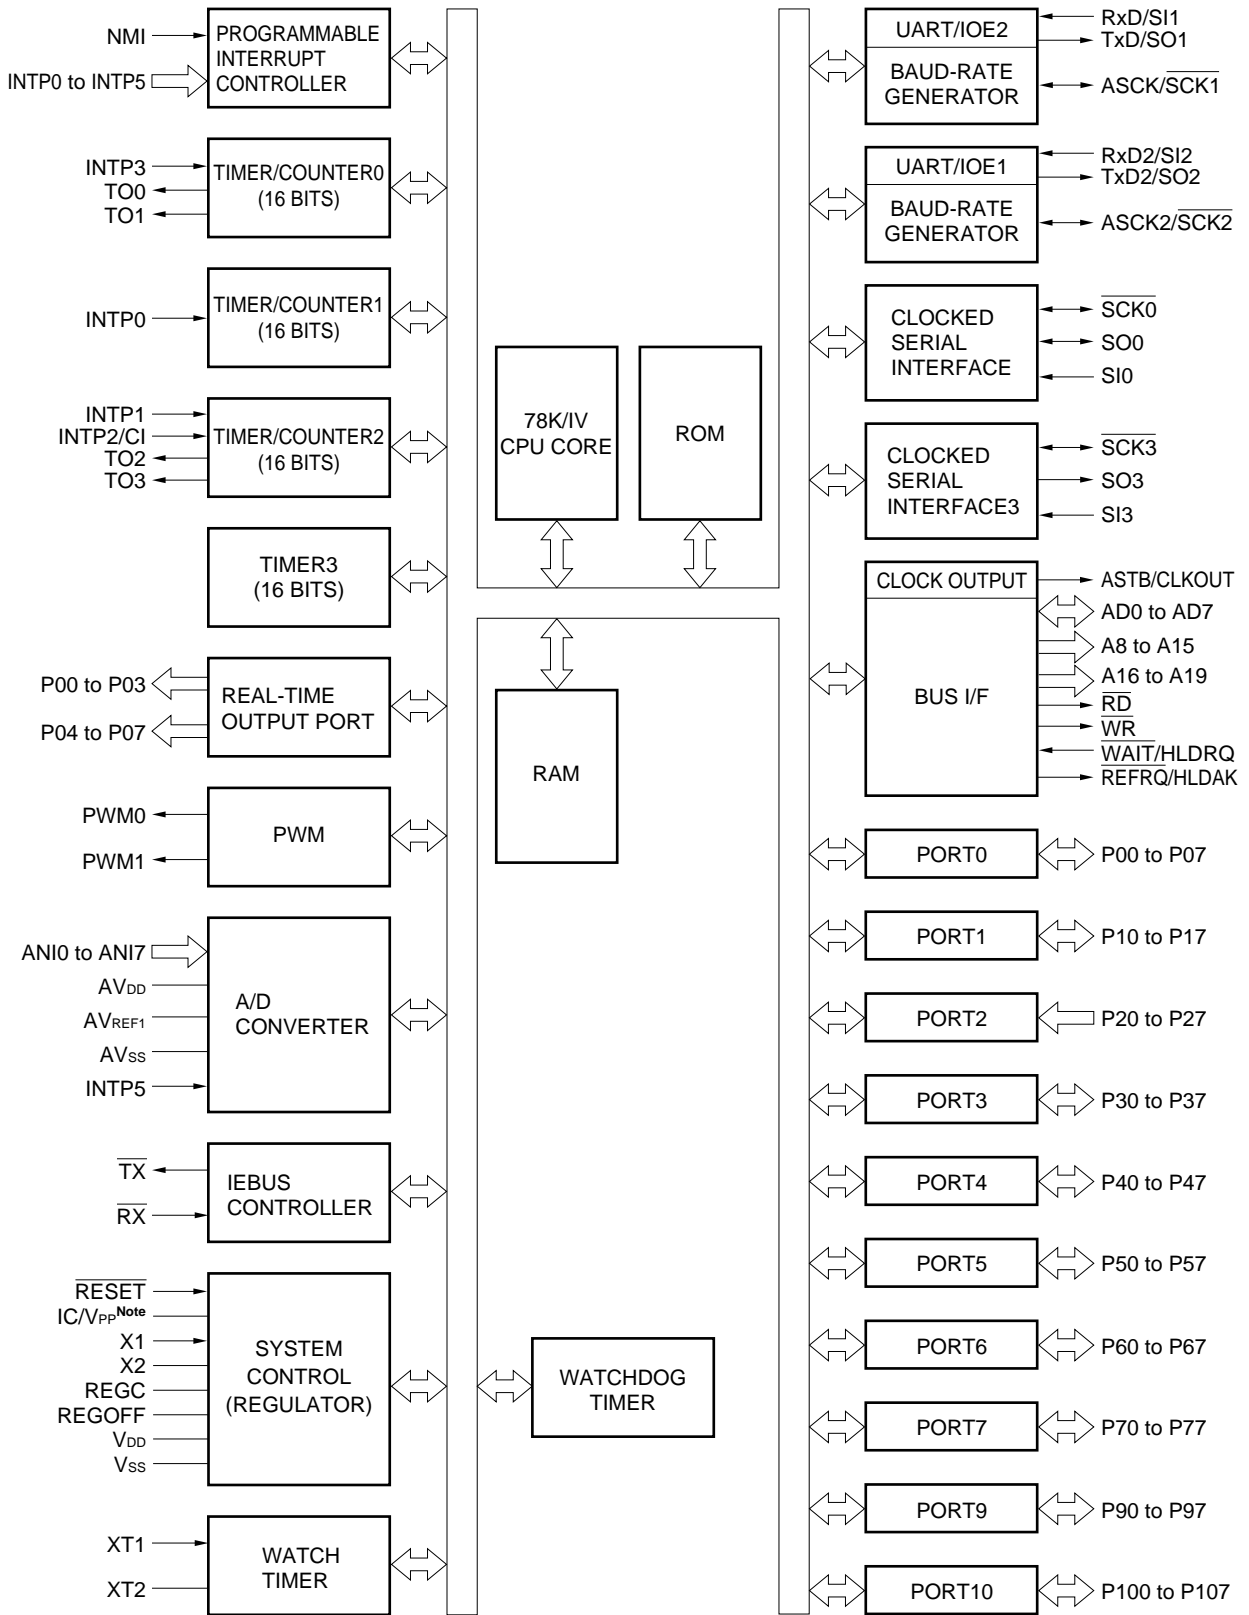 NMI
INTP0 to INTP5
PROGRAMMABLE
INTERRUPT
CONTROLLER
INTP3
TO0
TO1
TIMER/COUNTER0
(16 BITS)
INTP0
TIMER/COUNTER1
(16 BITS)
INTP1
INTP2/CI
TO2
TO3
TIMER/COUNTER2
(16 BITS)
TIMER3
(16 BITS)
P00 to P03
P04 to P07
REAL-TIME
OUTPUT PORT
PWM0
PWM1
PWM
ANI0 to ANI7
AVDD
AVREF1
AVSS
INTP5
A/D
CONVERTER
TX
RX
IEBUS
CONTROLLER
RESET
IC/VPPNote
X1
X2
REGC
REGOFF
VDD
VSS
SYSTEM
CONTROL
(REGULATOR)
XT1
XT2
WATCH
TIMER
78K/IV
CPU CORE
ROM
RAM
WATCHDOG
TIMER
UART/IOE2
BAUD-RATE
GENERATOR
RxD/SI1
TxD/SO1
ASCK/SCK1
UART/IOE1
BAUD-RATE
GENERATOR
RxD2/SI2
TxD2/SO2
ASCK2/SCK2
CLOCKED
SERIAL
INTERFACE
SCK0
SO0
SI0
CLOCKED
SERIAL
INTERFACE3
SCK3
SO3
SI3
CLOCK OUTPUT
BUS I/F
ASTB/CLKOUT
AD0 to AD7
A8 to A15
A16 to A19
RD
WR
WAIT/HLDRQ
REFRQ/HLDAK
PORT0
P00 to P07
PORT1
P10 to P17
PORT2
P20 to P27
PORT3
P30 to P37
PORT4
P40 to P47
PORT5
P50 to P57
PORT6
P60 to P67
PORT7
P70 to P77
PORT9
P90 to P97
PORT10
P100 to P107